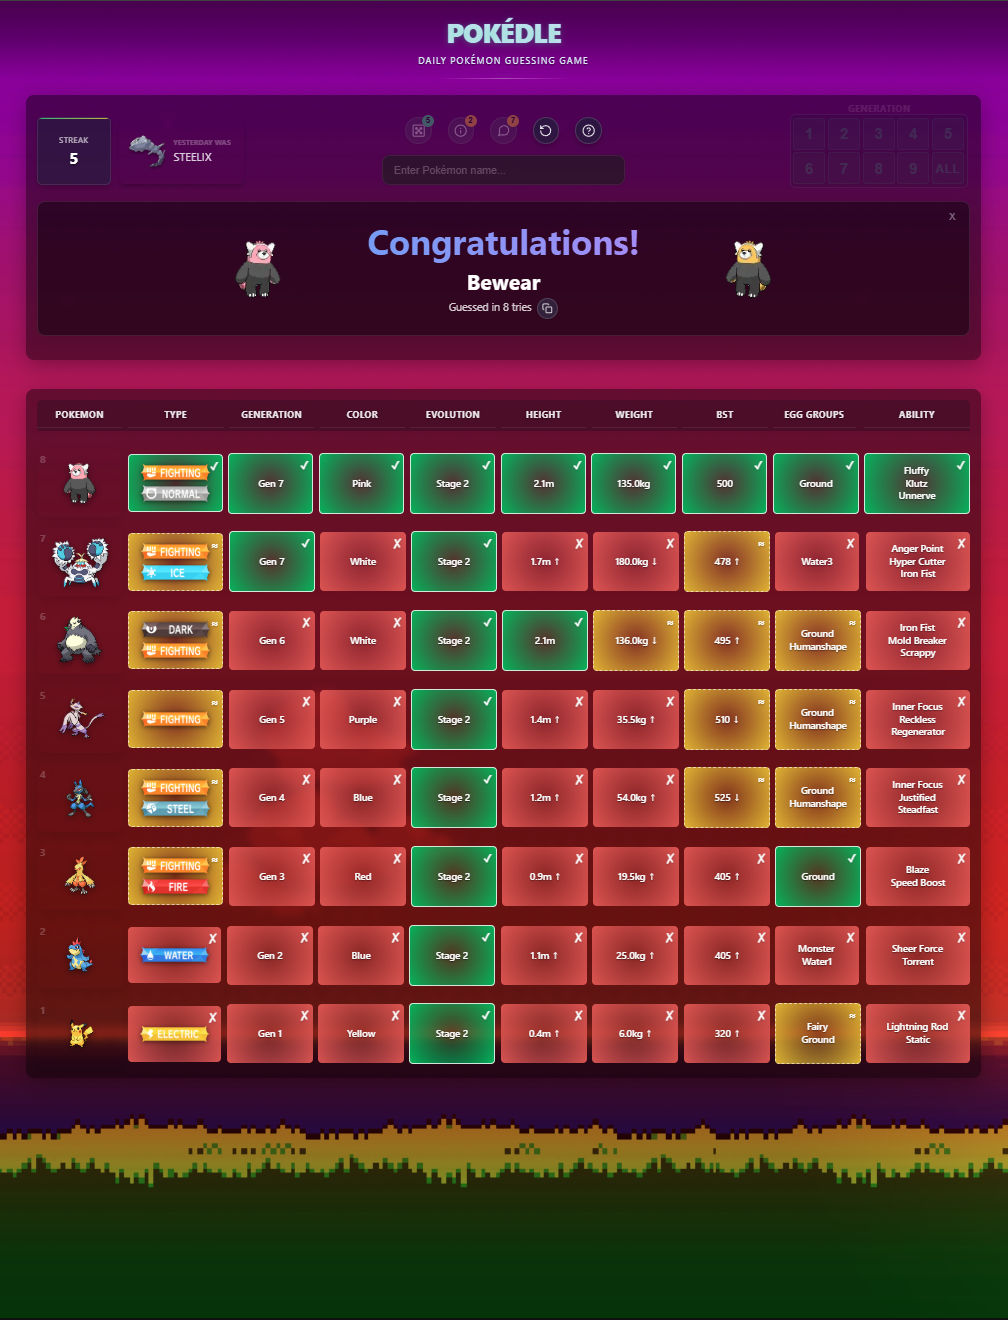 POKÉDLE
DAILY POKÉMON GUESSING GAME
STREAK
5
YESTERDAY WAS
STEELIX
5
2
7
Enter Pokémon name...
GENERATION
1 2 3 4 5
6 7 8 9 ALL
X
Congratulations!
Bewear
Guessed in 8 tries
POKEMON TYPE GENERATION COLOR EVOLUTION HEIGHT WEIGHT BST EGG GROUPS ABILITY
8
FIGHTING
NORMAL
✓ Gen 7 ✓ Pink ✓ Stage 2 ✓ 2.1m ✓ 135.0kg ✓ 500 ✓ Ground ✓
Fluffy
Klutz
Unnerve
✓
7
FIGHTING
ICE
≈ Gen 7 ✓ White ✗ Stage 2 ✓ 1.7m ↑ ✗ 180.0kg ↓ ✗ 478 ↑ ≈ Water3 ✗
Anger Point
Hyper Cutter
Iron Fist
✗
6
DARK
FIGHTING
≈ Gen 6 ✗ White ✗ Stage 2 ✓ 2.1m ✓ 136.0kg ↓ ≈ 495 ↑ ≈
Ground
Humanshape
≈
Iron Fist
Mold Breaker
Scrappy
✗
5
FIGHTING
≈ Gen 5 ✗ Purple ✗ Stage 2 ✓ 1.4m ↑ ✗ 35.5kg ↑ ✗ 510 ↓ ≈
Ground
Humanshape
≈
Inner Focus
Reckless
Regenerator
✗
4
FIGHTING
STEEL
≈ Gen 4 ✗ Blue ✗ Stage 2 ✓ 1.2m ↑ ✗ 54.0kg ↑ ✗ 525 ↓ ≈
Ground
Humanshape
≈
Inner Focus
Justified
Steadfast
✗
3
FIGHTING
FIRE
≈ Gen 3 ✗ Red ✗ Stage 2 ✓ 0.9m ↑ ✗ 19.5kg ↑ ✗ 405 ↑ ✗ Ground ✓
Blaze
Speed Boost
✗
2
WATER
✗ Gen 2 ✗ Blue ✗ Stage 2 ✓ 1.1m ↑ ✗ 25.0kg ↑ ✗ 405 ↑ ✗
Monster
Water1
✗
Sheer Force
Torrent
✗
1
ELECTRIC
✗ Gen 1 ✗ Yellow ✗ Stage 2 ✓ 0.4m ↑ ✗ 6.0kg ↑ ✗ 320 ↑ ✗
Fairy
Ground
≈
Lightning Rod
Static
✗